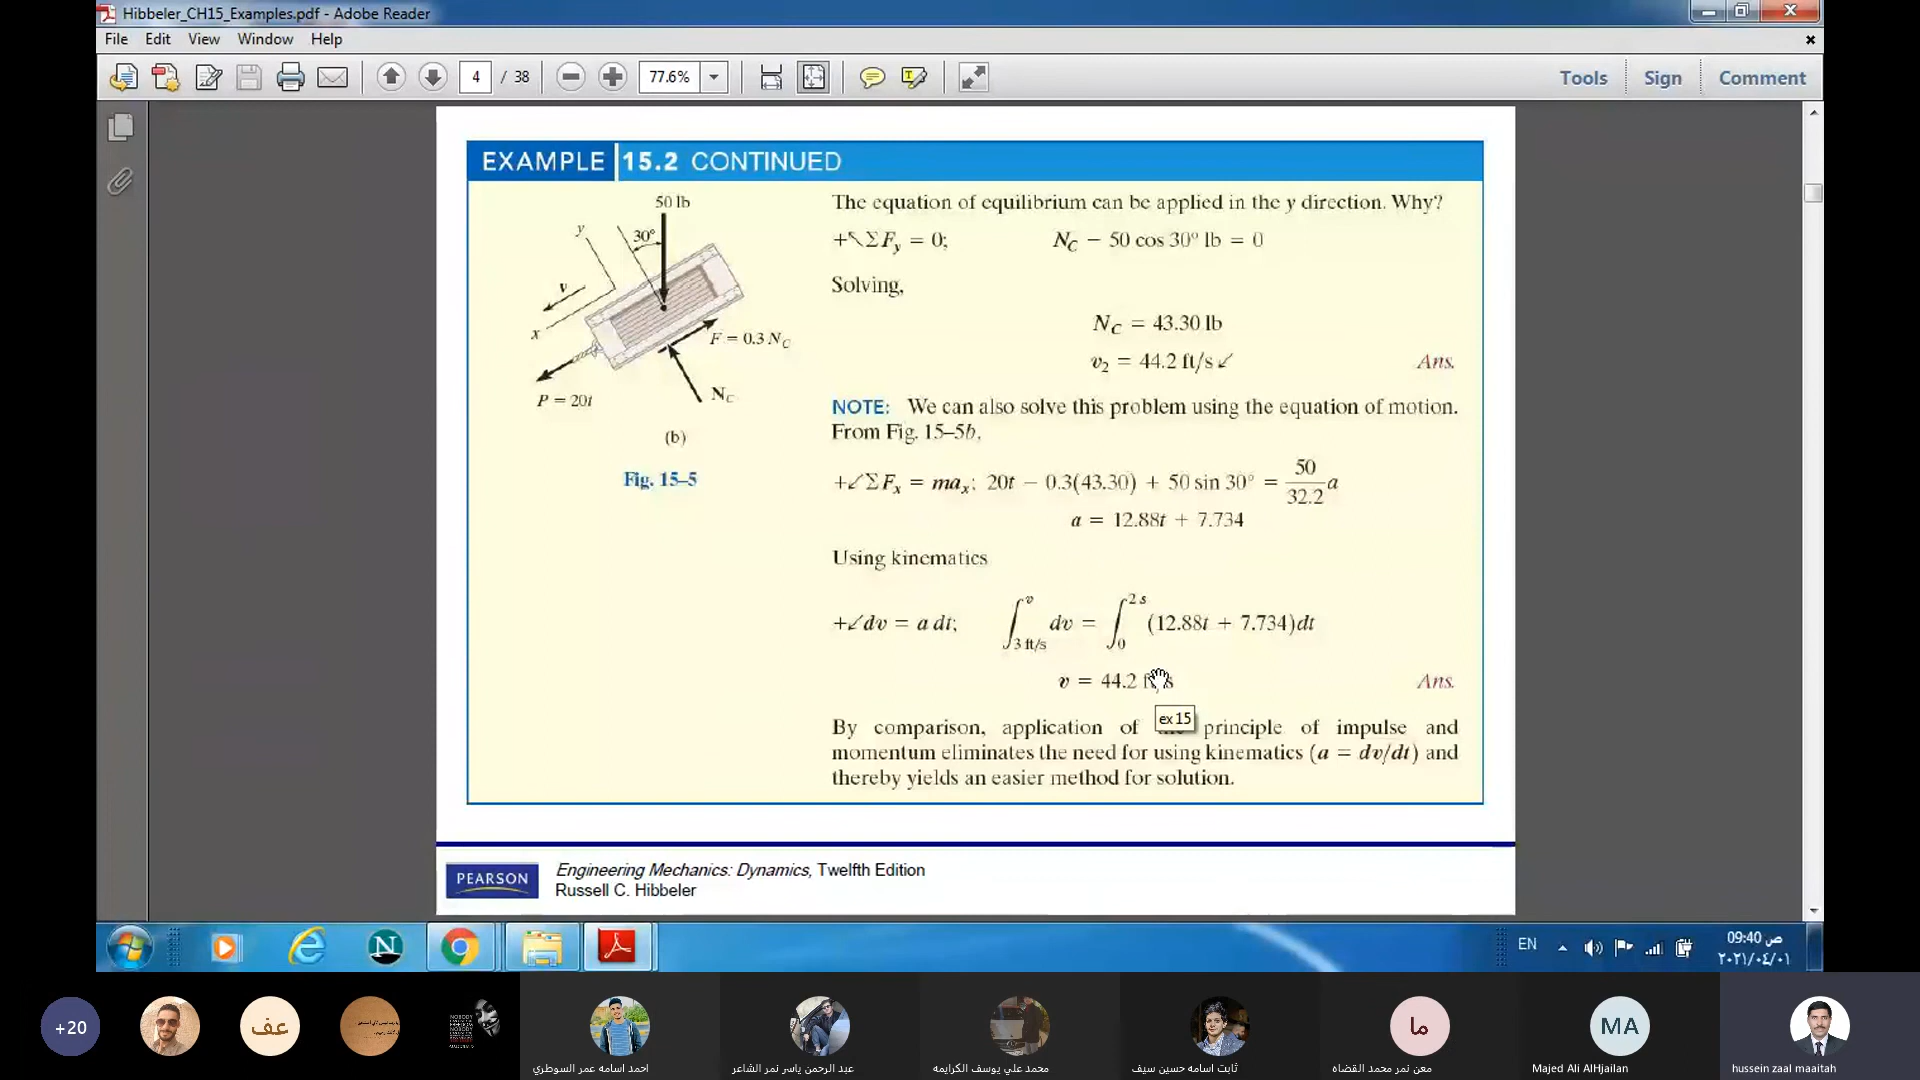 Hibbeler_CH15_Examples.pdf - Adobe Reader
File Edit View Window Help
4 / 38 77.6% Tools Sign Comment
EXAMPLE 15.2 CONTINUED
50 lb
y
30°
v
x
F = 0.3 N_C
P = 20t
N_C
(b)
Fig. 15–5
The equation of equilibrium can be applied in the y direction. Why?
+↖ΣF_y = 0; N_C − 50 cos 30° lb = 0
Solving,
N_C = 43.30 lb
v₂ = 44.2 ft/s ↙ Ans.
NOTE: We can also solve this problem using the equation of motion.
From Fig. 15–5b,
+↙ΣF_x = ma_x; 20t − 0.3(43.30) + 50 sin 30° = 50/32.2 a
a = 12.88t + 7.734
Using kinematics
+↙dv = a dt; ∫_{3 ft/s}^{v} dv = ∫_{0}^{2 s} (12.88t + 7.734)dt
v = 44.2 Ans.
ex 15
By comparison, application of principle of impulse and
momentum eliminates the need for using kinematics (a = dv/dt) and
thereby yields an easier method for solution.
PEARSON
Engineering Mechanics: Dynamics, Twelfth Edition
Russell C. Hibbeler
EN
09:40 ص
٢٠٢١/٠٤/٠١
+20
عف
NOBODY
ما
MA
احمد اسامه عمر السوطري
عبد الرحمن ياسر نمر الشاعر
محمد علي يوسف الكرايمه
ثابت اسامه حسين سيف
معن نمر محمد القضاه
Majed Ali AlHjailan
hussein zaal maaitah